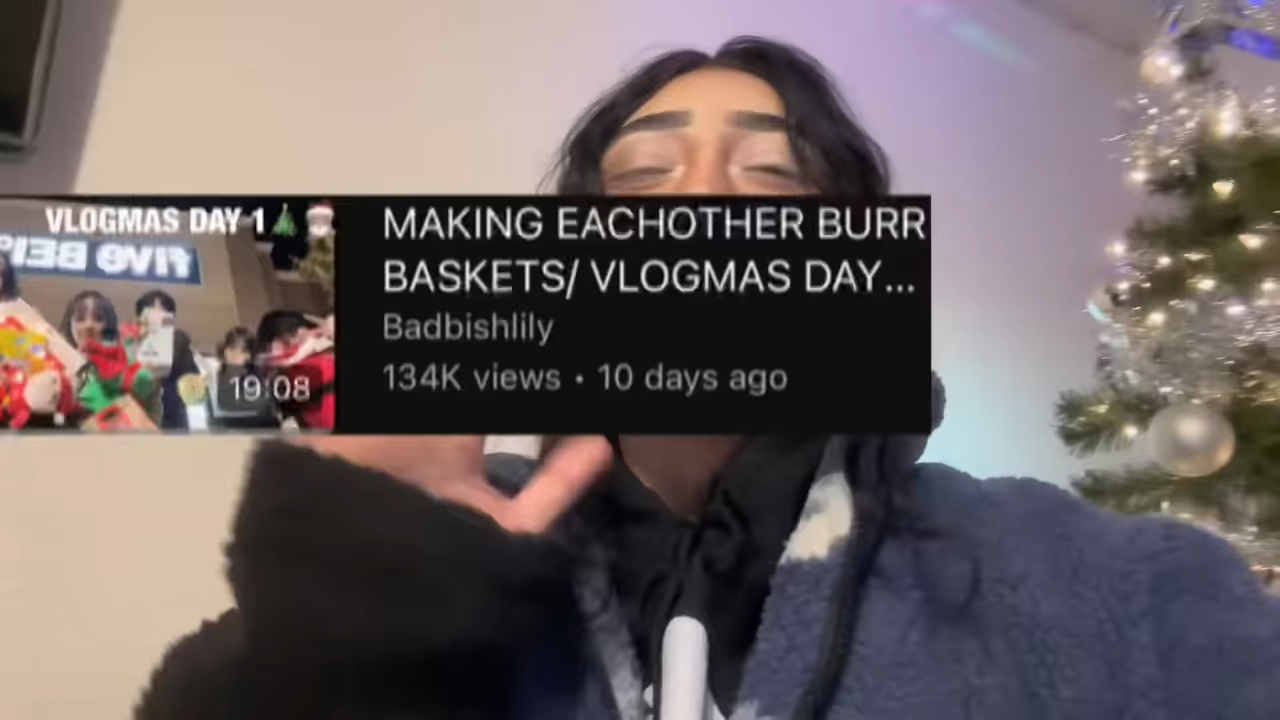 VLOGMAS DAY 1🎄🎅
FIVE BEL°
19:08
MAKING EACHOTHER BURR
BASKETS/ VLOGMAS DAY...
Badbishlily
134K views • 10 days ago